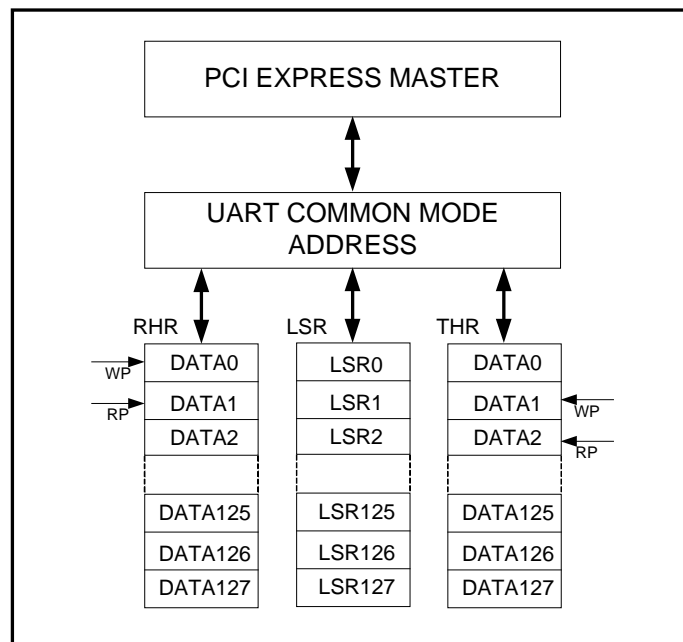 PCI EXPRESS MASTER
UART COMMON MODE
ADDRESS
RHR LSR THR
DATA0 LSR0 DATA0
WP
DATA1 LSR1 DATA1
RP WP
DATA2 LSR2 DATA2
RP
DATA125 LSR125 DATA125
DATA126 LSR126 DATA126
DATA127 LSR127 DATA127